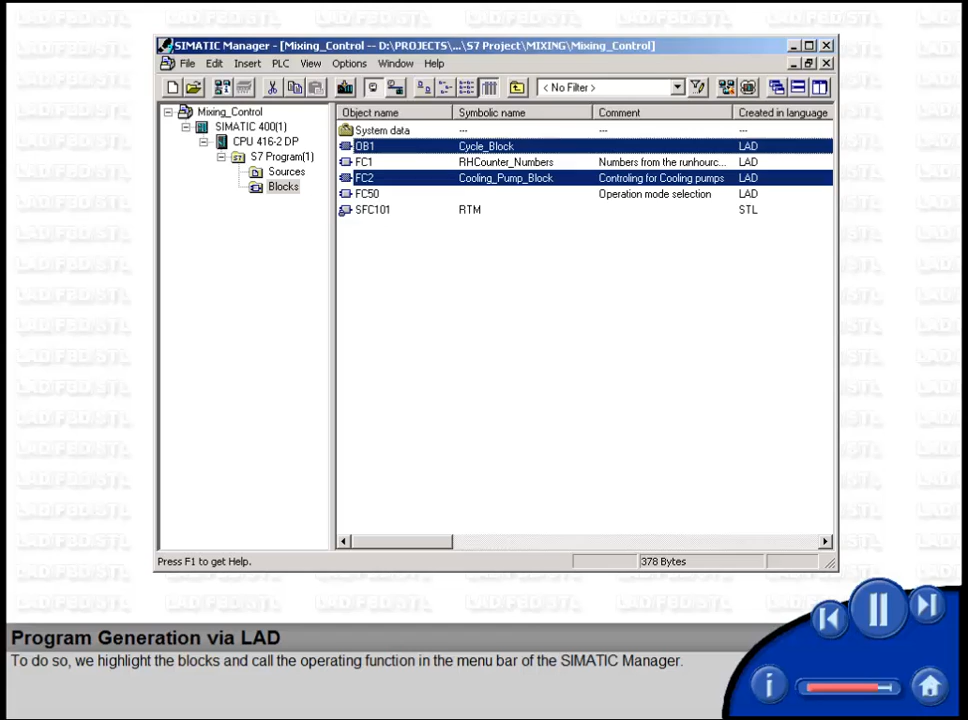 SIMATIC Manager - [Mixing_Control -- D:\PROJECTS\...\S7 Project\MIXING\Mixing_Control]
File Edit Insert PLC View Options Window Help
< No Filter >
Mixing_Control
SIMATIC 400(1)
CPU 416-2 DP
S7 Program(1)
Sources
Blocks
Object name Symbolic name Comment Created in language
System data --- --- ---
OB1 Cycle_Block LAD
FC1 RHCounter_Numbers Numbers from the runhourc... LAD
FC2 Cooling_Pump_Block Controling for Cooling pumps LAD
FC50 Operation mode selection LAD
SFC101 RTM STL
Press F1 to get Help. 378 Bytes
Program Generation via LAD
To do so, we highlight the blocks and call the operating function in the menu bar of the SIMATIC Manager.
LAD FBD STL